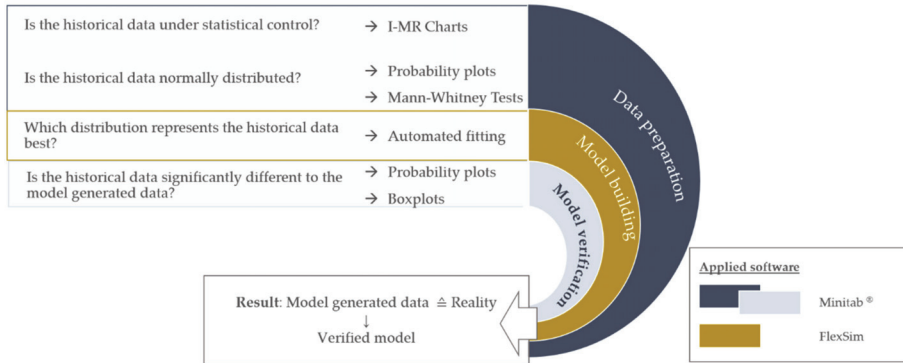 Is the historical data under statistical control?
→ I-MR Charts
Is the historical data normally distributed?
→ Probability plots
→ Mann-Whitney Tests
Which distribution represents the historical data
best?
→ Automated fitting
Is the historical data significantly different to the
model generated data?
→ Probability plots
→ Boxplots
Data preparation
Model building
Model verification
Result: Model generated data ≙ Reality
↓
Verified model
Applied software
Minitab ®
FlexSim